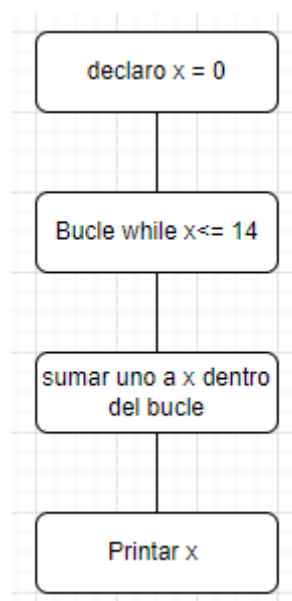 declaro x = 0
Bucle while x<= 14
sumar uno a x dentro
del bucle
Printar x